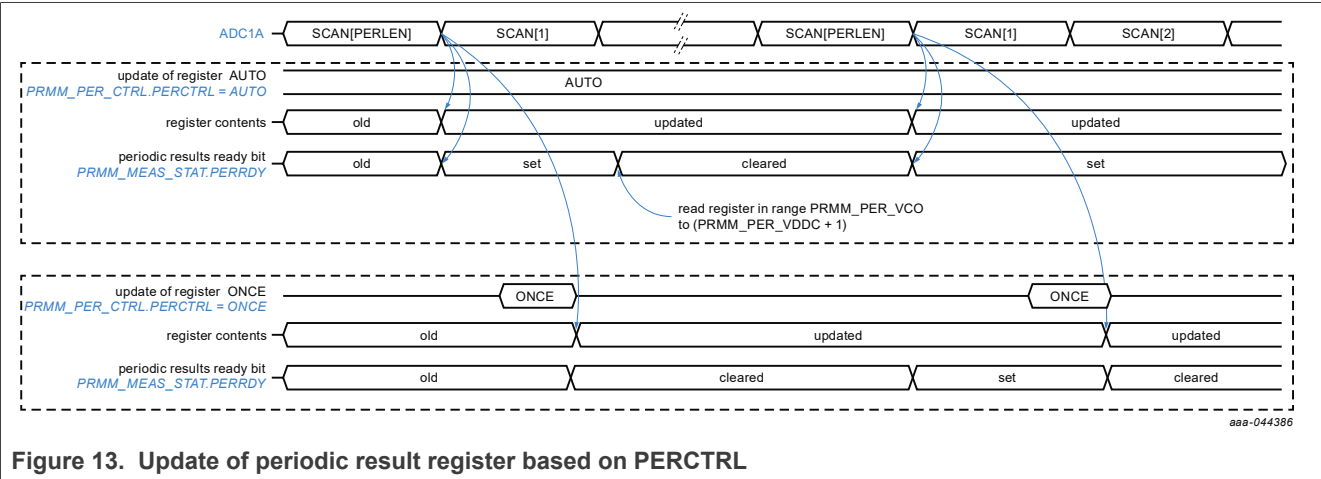 ADC1A SCAN[PERLEN] SCAN[1] SCAN[PERLEN] SCAN[1] SCAN[2]
update of register AUTO
PRMM_PER_CTRL.PERCTRL = AUTO
AUTO
register contents old updated updated
periodic results ready bit
PRMM_MEAS_STAT.PERRDY
old set cleared set
read register in range PRMM_PER_VCO
to (PRMM_PER_VDDC + 1)
update of register ONCE
PRMM_PER_CTRL.PERCTRL = ONCE
ONCE ONCE
register contents old updated updated
periodic results ready bit
PRMM_MEAS_STAT.PERRDY
old cleared set cleared
aaa-044386
Figure 13. Update of periodic result register based on PERCTRL